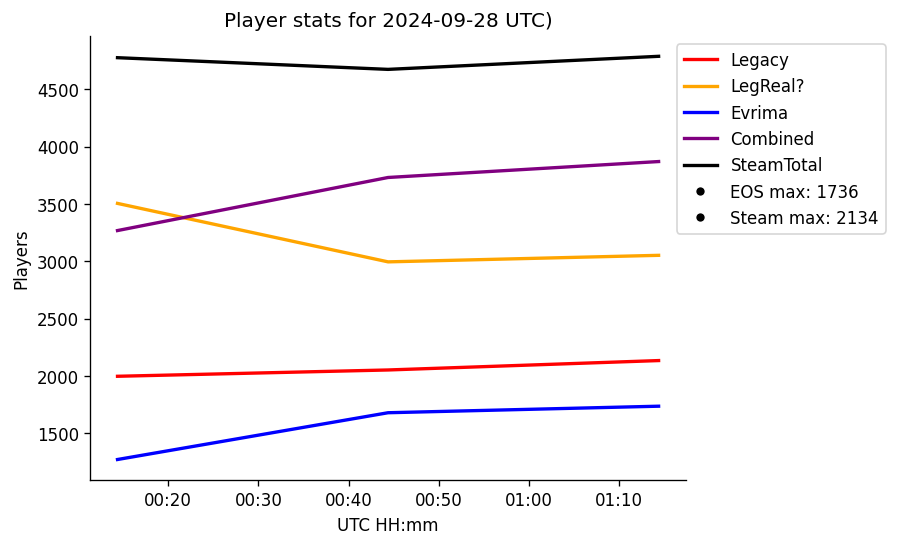 Player stats for 2024-09-28 UTC)
Players
4500
4000
3500
3000
2500
2000
1500
00:20
00:30
00:40
00:50
01:00
01:10
UTC HH:mm
Legacy
LegReal?
Evrima
Combined
SteamTotal
EOS max: 1736
Steam max: 2134